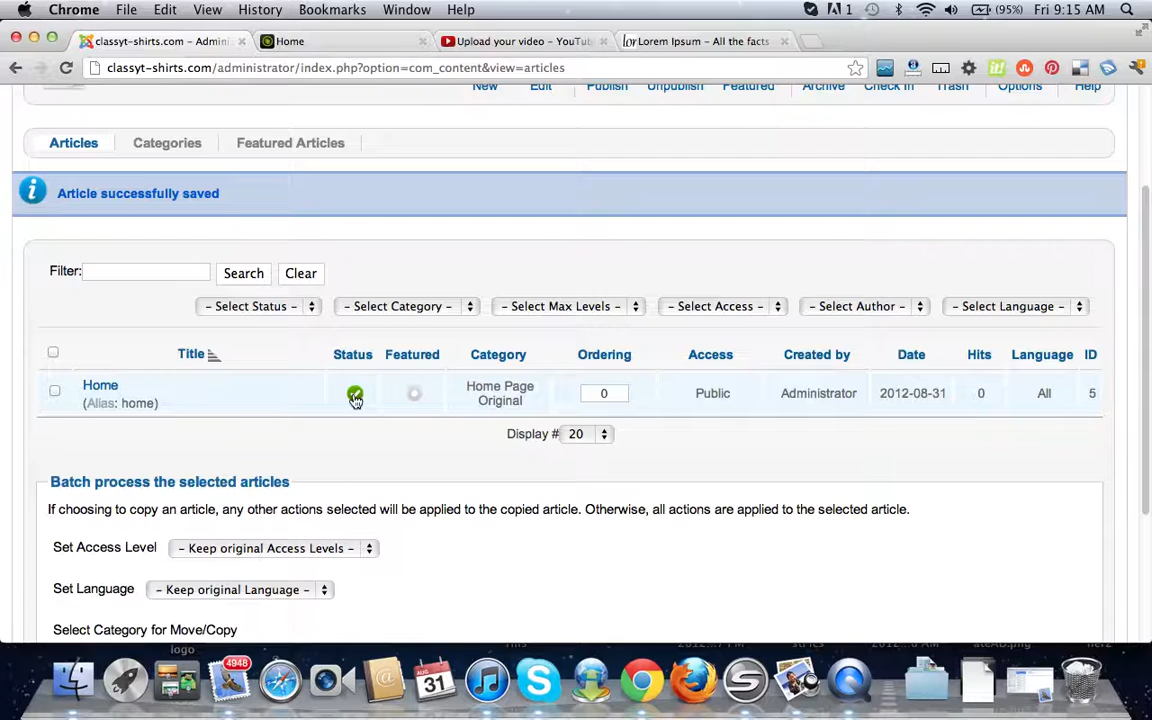 Chrome File Edit View History Bookmarks Window Help 1 (95%) Fri 9:15 AM
classyt-shirts.com – Admini Home Upload your video – YouTu Lorem Ipsum – All the facts
classyt-shirts.com/administrator/index.php?option=com_content&view=articles
New Edit Publish Unpublish Featured Archive Check In Trash Options Help
Articles Categories Featured Articles
Article successfully saved
Filter: Search Clear
– Select Status – – Select Category – – Select Max Levels – – Select Access – – Select Author – – Select Language –
Title Status Featured Category Ordering Access Created by Date Hits Language ID
Home Home Page Original 0 Public Administrator 2012-08-31 0 All 5
(Alias: home)
Display # 20
Batch process the selected articles
If choosing to copy an article, any other actions selected will be applied to the copied article. Otherwise, all actions are applied to the selected article.
Set Access Level – Keep original Access Levels –
Set Language – Keep original Language –
Select Category for Move/Copy
logo
4948
31